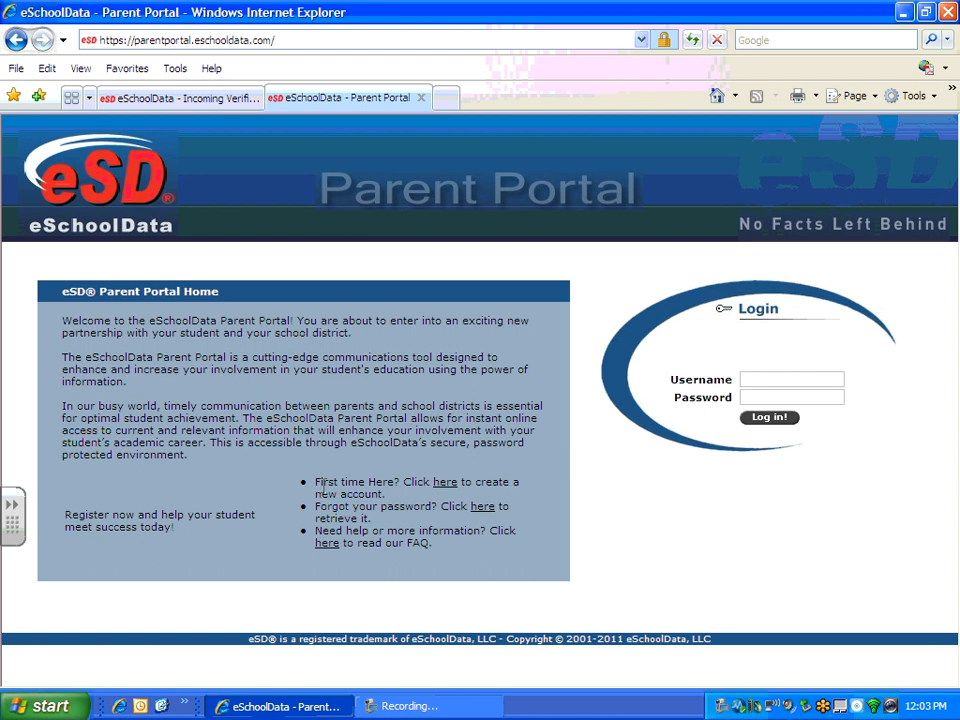 eSchoolData - Parent Portal - Windows Internet Explorer
eSD https://parentportal.eschooldata.com/
Google
File Edit View Favorites Tools Help
eSD eSchoolData - Incoming Verifi...
eSD eSchoolData - Parent Portal
Page Tools
eSD®
eSchoolData
Parent Portal
eSD
No Facts Left Behind
eSD® Parent Portal Home
Welcome to the eSchoolData Parent Portal! You are about to enter into an exciting new
partnership with your student and your school district.
The eSchoolData Parent Portal is a cutting-edge communications tool designed to
enhance and increase your involvement in your student's education using the power of
information.
In our busy world, timely communication between parents and school districts is essential
for optimal student achievement. The eSchoolData Parent Portal allows for instant online
access to current and relevant information that will enhance your involvement with your
student's academic career. This is accessible through eSchoolData's secure, password
protected environment.
Register now and help your student
meet success today!
• First time Here? Click here to create a
new account.
• Forgot your password? Click here to
retrieve it.
• Need help or more information? Click
here to read our FAQ.
Login
Username
Password
Log in!
eSD® is a registered trademark of eSchoolData, LLC - Copyright © 2001-2011 eSchoolData, LLC
start
eSchoolData - Parent...
Recording...
12:03 PM